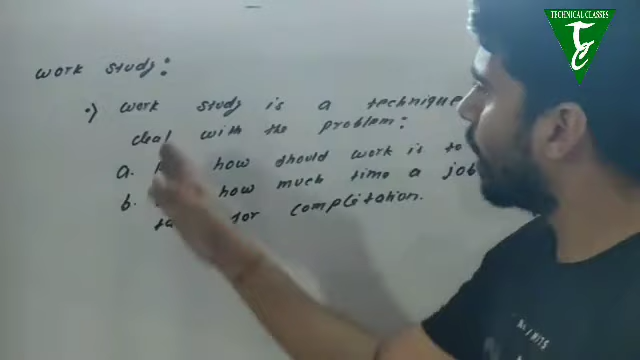 TECHNICAL CLASSES
work study:
•) work study is a technique
deal with the problem:
a. how should work is to
b. how much time a job
for complitation.